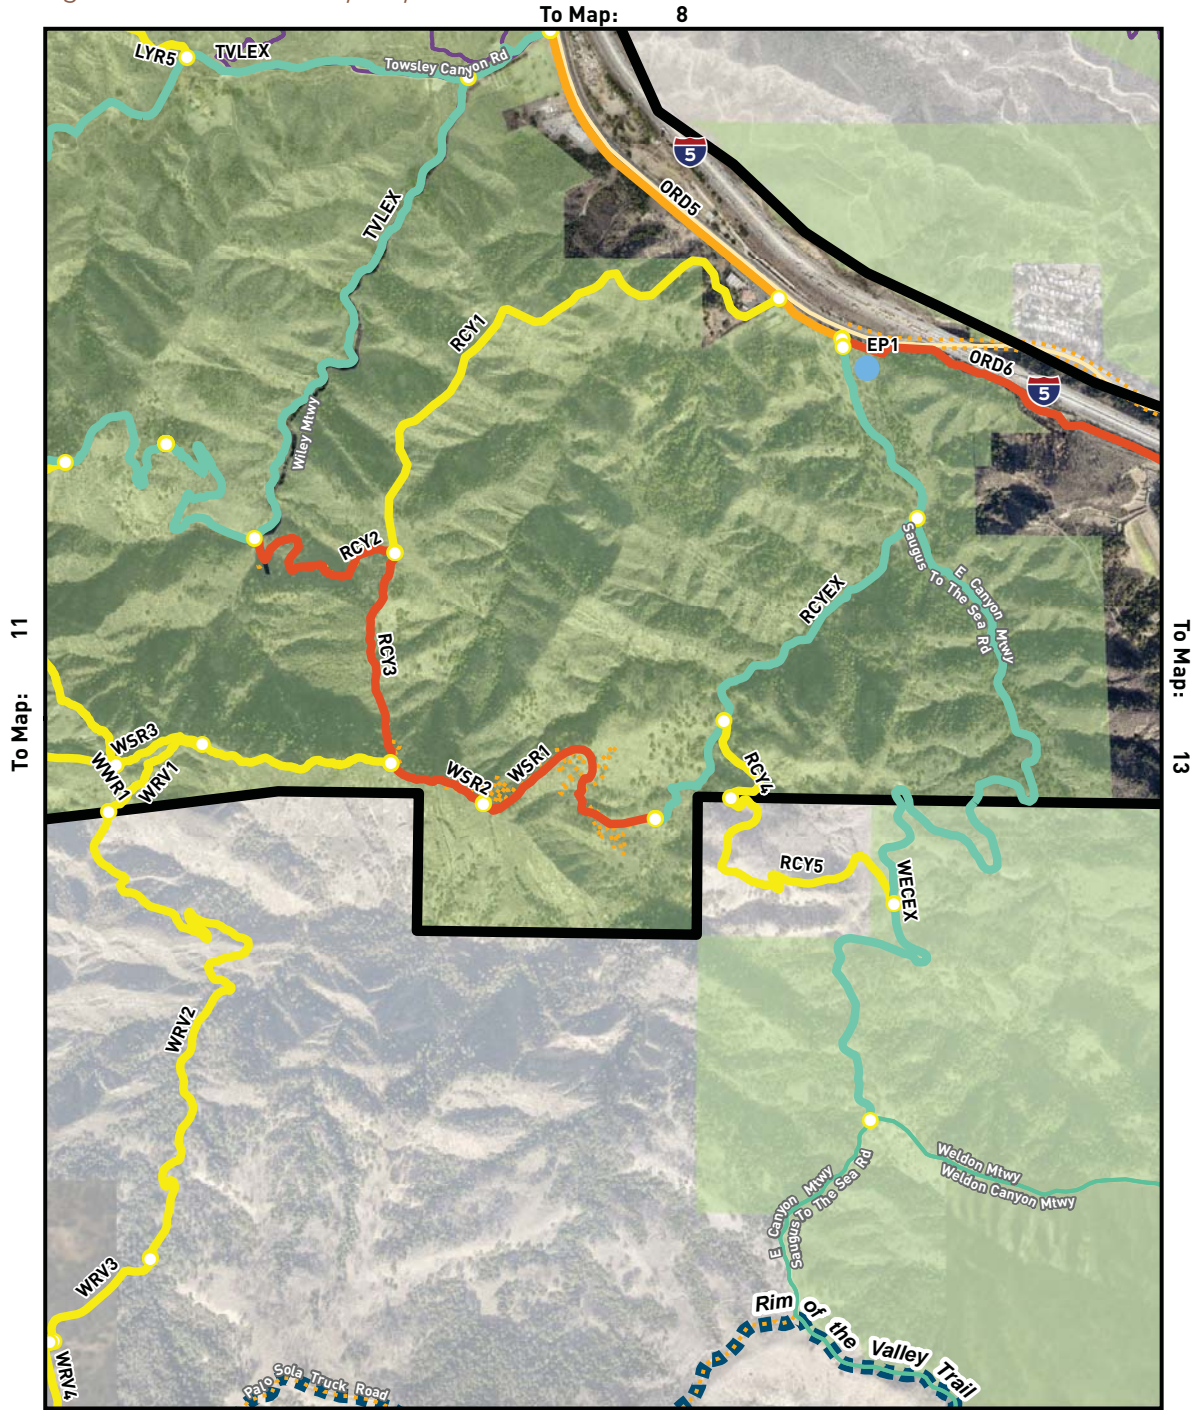 To Map: 8
LYR5
TVLEX
Towsley Canyon Rd
5
ORD5
TVLEX
RCY1
EP1
ORD6
5
Wiley Mtwy
RCY2
Saugus To The Sea Rd
E Canyon Mtwy
RCYEX
RCY3
To Map: 11
To Map: 13
WSR3
WWR1
WRV1
WSR2
WSR1
RCY4
RCY5
WECEX
WRV2
Weldon Mtwy
Weldon Canyon Mtwy
E Canyon Mtwy
Saugus To The Sea Rd
WRV3
Rim of the Valley Trail
WRV4
Palo Sola Truck Road